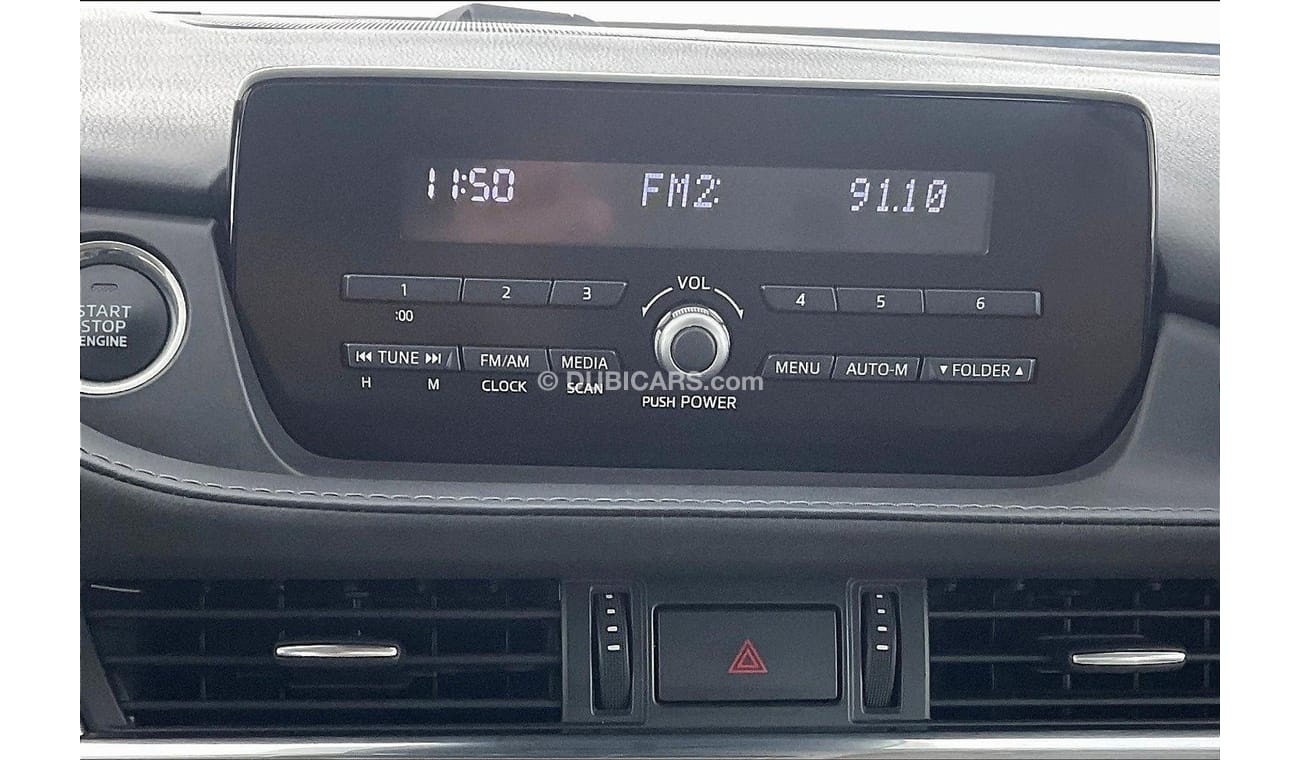 11:50 FM2: 91.10
VOL
1 2 3 4 5 6
:00
START
STOP
ENGINE
⏮ TUNE ⏭ FM/AM MEDIA MENU AUTO-M ▼ FOLDER ▲
H M CLOCK SCAN
PUSH POWER
© DUBICARS.com